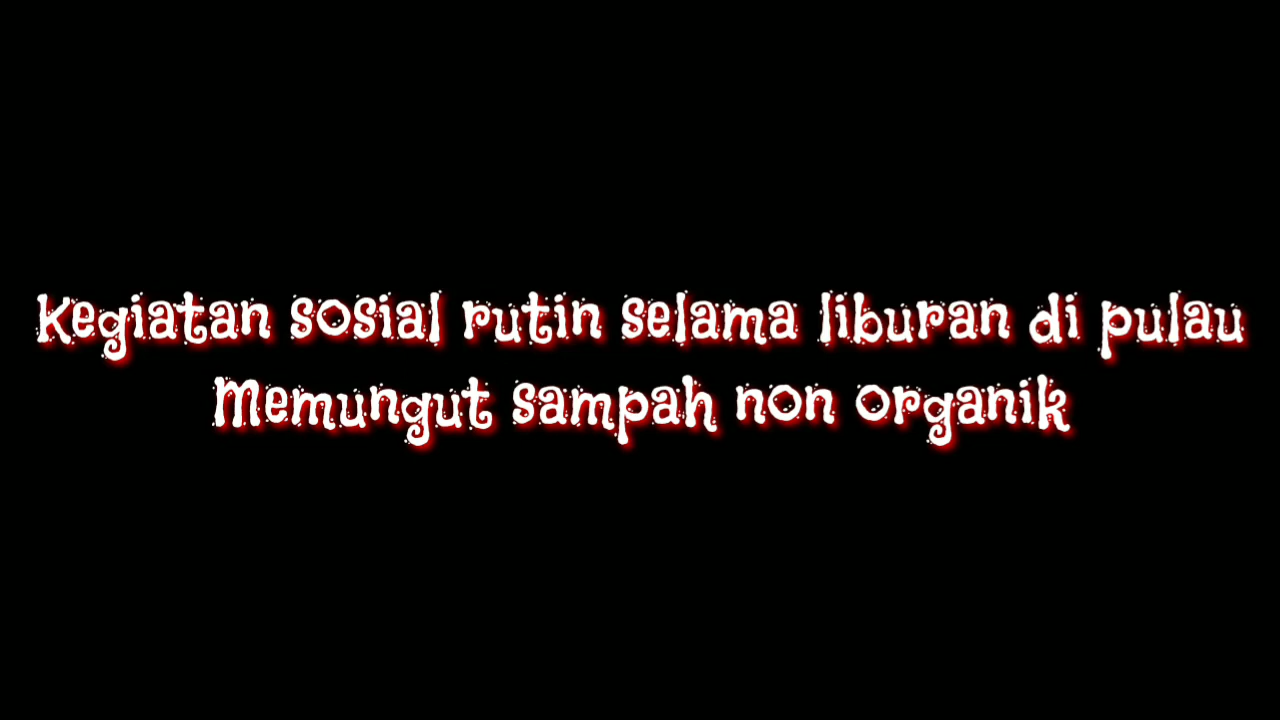 Kegiatan sosial rutin selama liburan di pulau
Memungut sampah non organik